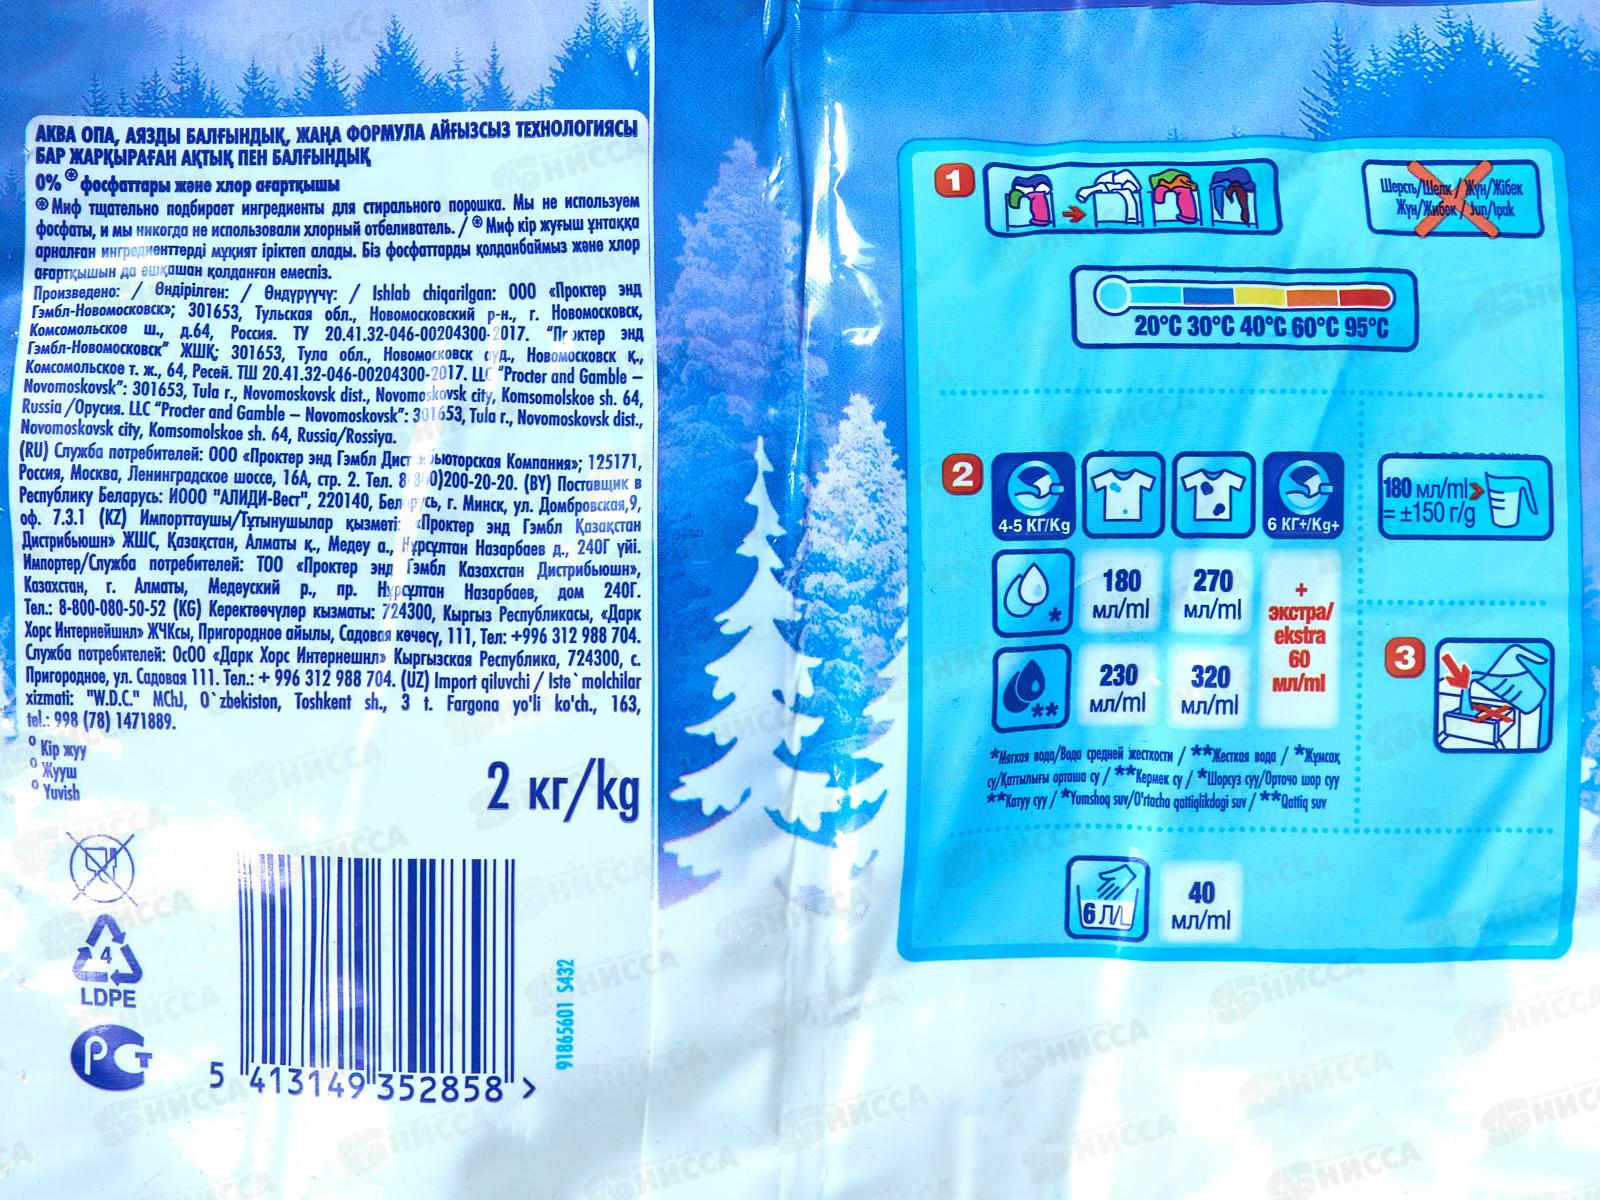 АКВА ОПА, АЯЗДЫ БАЛҒЫНДЫҚ, ЖАҢА ФОРМУЛА АЙҒЫЗСЫЗ ТЕХНОЛОГИЯСЫ
БАР ЖАРҚЫРАҒАН АҚТЫҚ ПЕН БАЛҒЫНДЫҚ
0% ® фосфаттары және хлор ағартқышы
® Миф тщательно подбирает ингредиенты для стирального порошка. Мы не используем
фосфаты, и мы никогда не использовали хлорный отбеливатель. / ® Миф кір жуғыш ұнтаққа
арналған ингредиенттерді мұқият іріктеп алады. Біз фосфаттарды қолданбаймыз және хлор
ағартқышын да ешқашан қолданған емеспіз.
Произведено: / Өндірілген: / Өндүрүүчү: / Ishlab chiqarilgan: ООО «Проктер энд
Гэмбл-Новомосковск»; 301653, Тульская обл., Новомосковский р-н., г. Новомосковск,
Комсомольское ш., д.64, Россия. ТУ 20.41.32-046-00204300-2017. "Проктер энд
Гэмбл-Новомосковск" ЖШҚ; 301653, Тула обл., Новомосковск ауд., Новомосковск қ.,
Комсомольское т. ж., 64, Ресей. ТШ 20.41.32-046-00204300-2017. LLC "Procter and Gamble –
Novomoskovsk": 301653, Tula r., Novomoskovsk dist., Novomoskovsk city, Komsomolskoe sh. 64,
Russia /Орусия. LLC "Procter and Gamble – Novomoskovsk": 301653, Tula r., Novomoskovsk dist.,
Novomoskovsk city, Komsomolskoe sh. 64, Russia/Rossiya.
(RU) Служба потребителей: ООО «Проктер энд Гэмбл Дистрибьюторская Компания»; 125171,
Россия, Москва, Ленинградское шоссе, 16А, стр. 2. Тел. 8(800)200-20-20. (BY) Поставщик в
Республику Беларусь: ИООО "АЛИДИ-Вест", 220140, Беларусь, г. Минск, ул. Домбровская,9,
оф. 7.3.1 (KZ) Импорттаушы/Тұтынушылар қызметі: «Проктер энд Гэмбл Қазақстан
Дистрибьюшн» ЖШС, Қазақстан, Алматы қ., Медеу а., Нұрсұлтан Назарбаев д., 240Г үйі.
Импортер/Служба потребителей: ТОО «Проктер энд Гэмбл Казахстан Дистрибьюшн»,
Казахстан, г. Алматы, Медеуский р., пр. Нурсултан Назарбаев, дом 240Г.
Тел.: 8-800-080-50-52 (KG) Керектөөчүлөр кызматы: 724300, Кыргыз Республикасы, «Дарк
Хорс Интернейшнл» ЖЧКсы, Пригородное айылы, Садовая көчөсү, 111, Тел: +996 312 988 704.
Служба потребителей: ОсОО «Дарк Хорс Интернешнл» Кыргызская Республика, 724300, с.
Пригородное, ул. Садовая 111. Тел.: + 996 312 988 704. (UZ) Import qiluvchi / Iste`molchilar
xizmati: "W.D.C." MChJ, O`zbekiston, Toshkent sh., 3 t. Fargona yo'li ko'ch., 163,
tel.: 998 (78) 1471889.
° Кір жуу
° Жууш
° Yuvish
2 кг/kg
4
LDPE
РСТ
5 413149 352858 >
91865601 S432
1
Шерсть/Шелк / Жүн/Жібек
Жүн/Жибек / Jun/Ipak
20°C 30°C 40°C 60°C 95°C
2
4-5 КГ/Kg
6 КГ+/Kg+
180 мл/ml
= ±150 г/g
*
180
мл/ml
270
мл/ml
+
экстра/
ekstra
60
мл/ml
**
230
мл/ml
320
мл/ml
3
*Мягкая вода/Вода средней жесткости / **Жесткая вода / *Жұмсақ
су/Қаттылығы орташа су / **Кермек су / *Шорсуз суу/Орточо шор суу
**Катуу суу / *Yumshoq suv/O'rtacha qattiqlikdagi suv / **Qattiq suv
6 Л/L
40
мл/ml